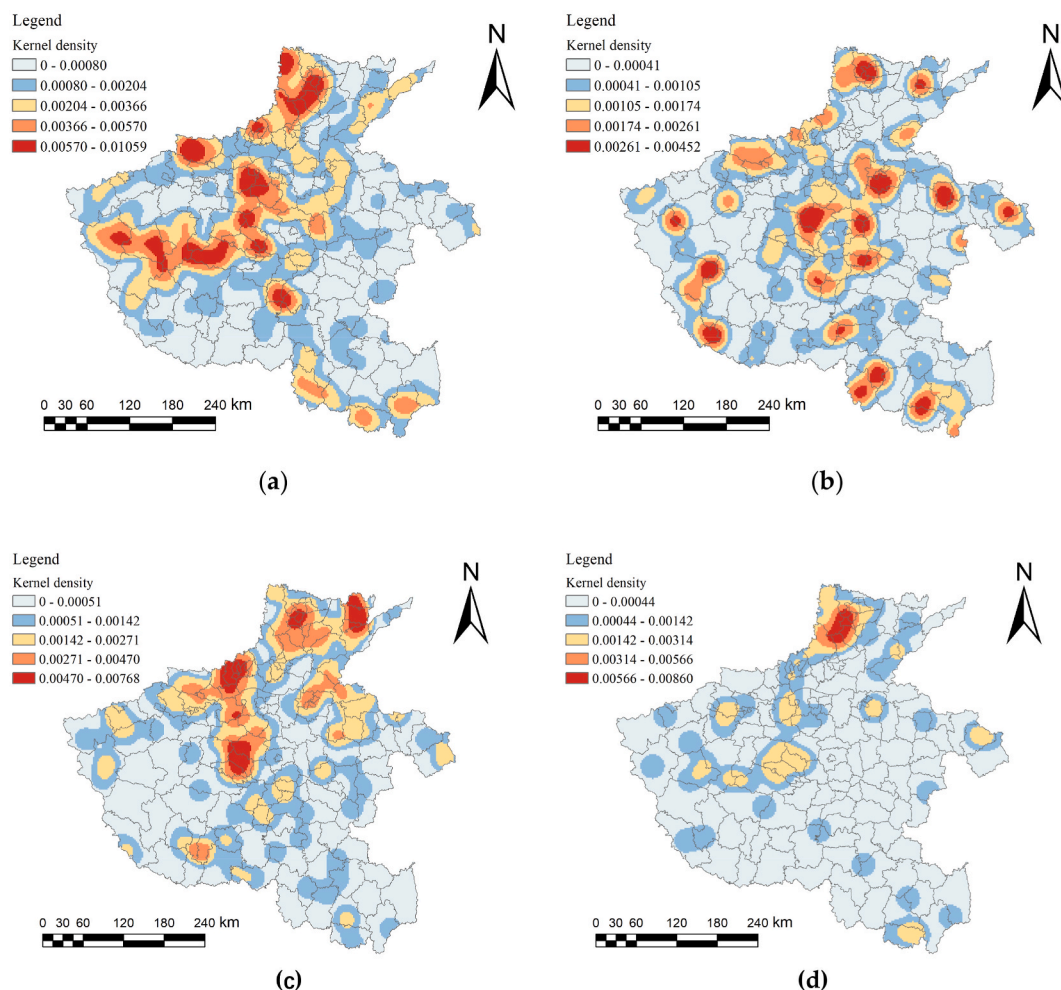 Legend
Kernel density
0 - 0.00080
0.00080 - 0.00204
0.00204 - 0.00366
0.00366 - 0.00570
0.00570 - 0.01059
N
0 30 60 120 180 240 km
(a)
Legend
Kernel density
0 - 0.00041
0.00041 - 0.00105
0.00105 - 0.00174
0.00174 - 0.00261
0.00261 - 0.00452
N
0 30 60 120 180 240 km
(b)
Legend
Kernel density
0 - 0.00051
0.00051 - 0.00142
0.00142 - 0.00271
0.00271 - 0.00470
0.00470 - 0.00768
N
0 30 60 120 180 240 km
(c)
Legend
Kernel density
0 - 0.00044
0.00044 - 0.00142
0.00142 - 0.00314
0.00314 - 0.00566
0.00566 - 0.00860
N
0 30 60 120 180 240 km
(d)